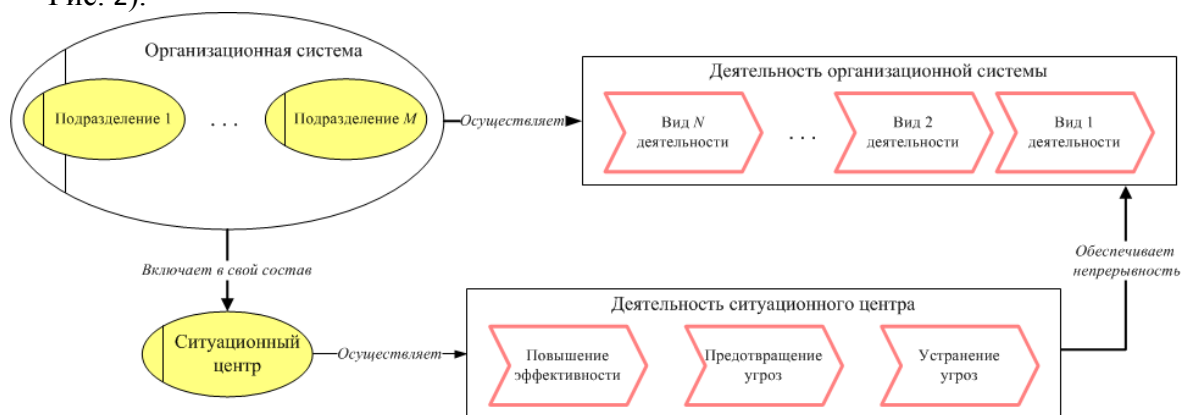 Рис. 2).
Организационная система
Подразделение 1
. . .
Подразделение M
Осуществляет
Деятельность организационной системы
Вид N
деятельности
. . .
Вид 2
деятельности
Вид 1
деятельности
Включает в свой состав
Обеспечивает
непрерывность
Ситуационный
центр
Осуществляет
Деятельность ситуационного центра
Повышение
эффективности
Предотвращение
угроз
Устранение
угроз